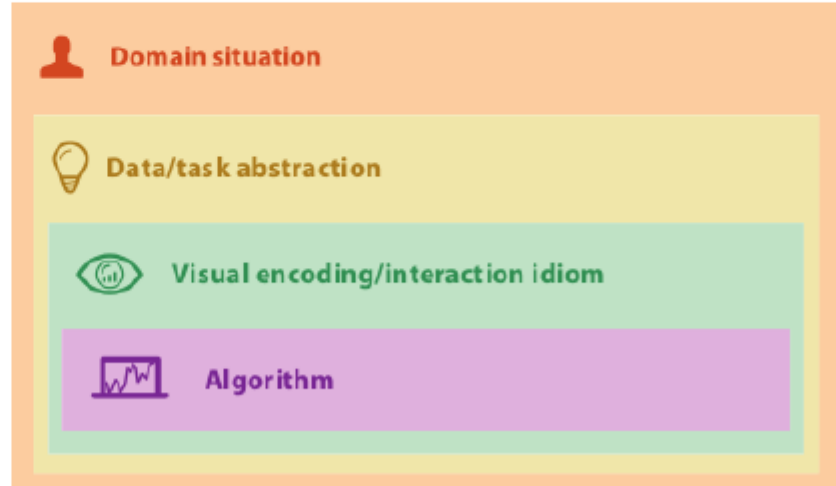 Domain situation
Data/task abstraction
Visual encoding/interaction idiom
Algorithm